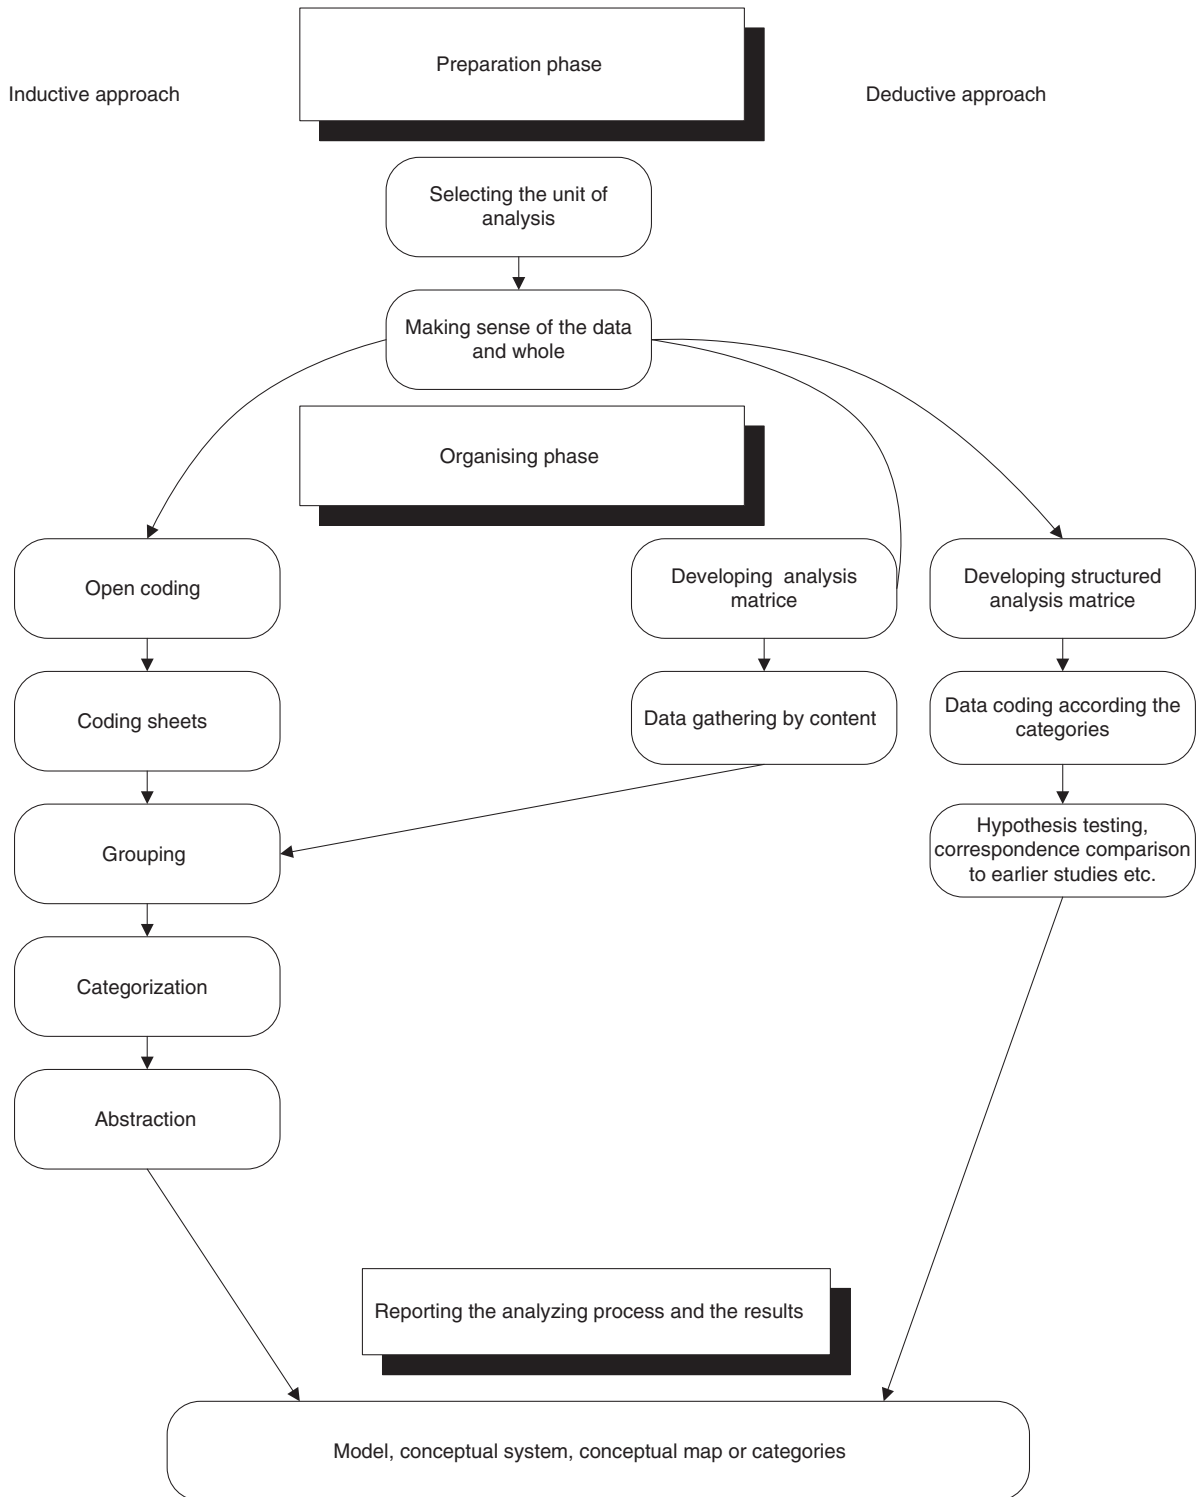 Preparation phase
Inductive approach
Deductive approach
Selecting the unit of
analysis
Making sense of the data
and whole
Organising phase
Open coding
Developing analysis
matrice
Developing structured
analysis matrice
Coding sheets
Data gathering by content
Data coding according the
categories
Grouping
Hypothesis testing,
correspondence comparison
to earlier studies etc.
Categorization
Abstraction
Reporting the analyzing process and the results
Model, conceptual system, conceptual map or categories